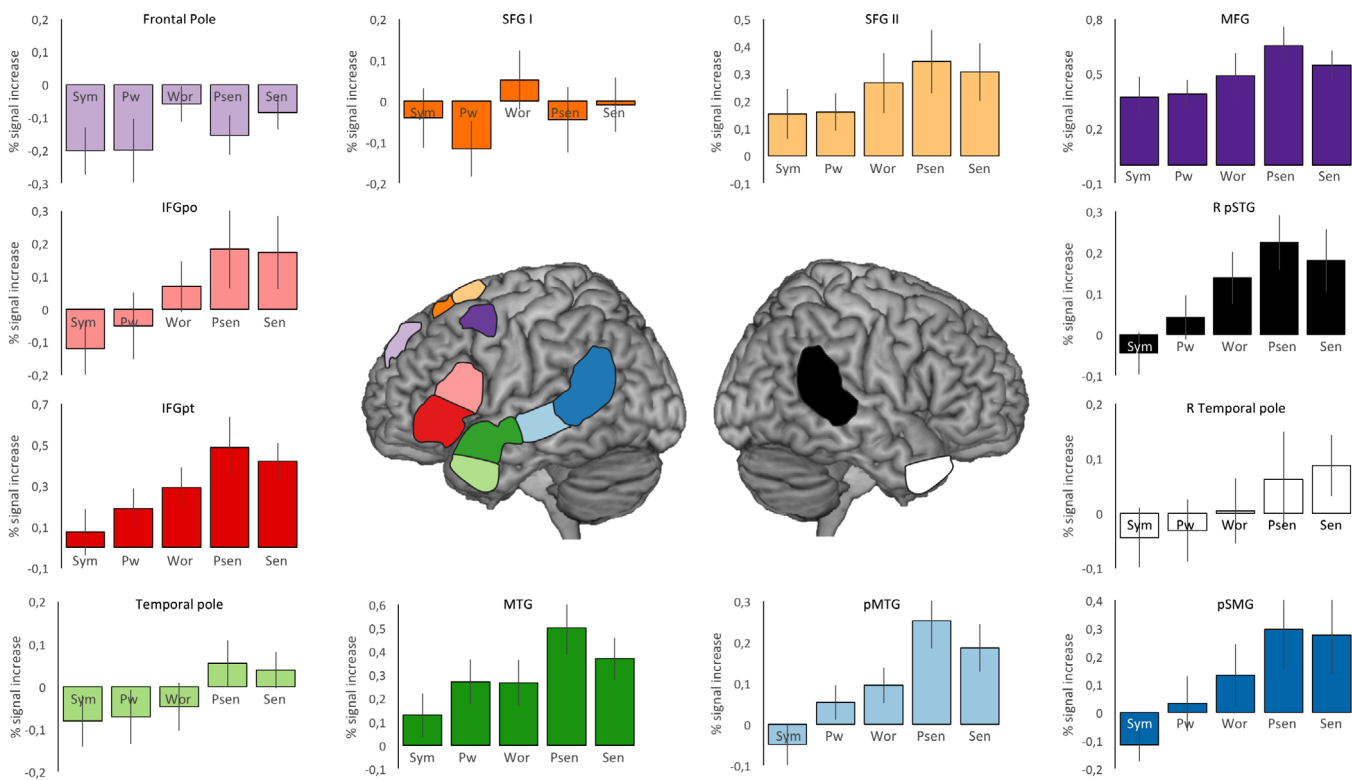 Frontal Pole
% signal increase
0,2
0,1
0
-0,1
-0,2
-0,3
Sym Pw Wor Psen Sen
SFG I
% signal increase
0,2
0,1
0
-0,1
-0,2
Sym Pw Wor Psen Sen
SFG II
% signal increase
0,5
0,4
0,3
0,2
0,1
0
-0,1
Sym Pw Wor Psen Sen
MFG
% signal increase
0,8
0,5
0,2
-0,1
Sym Pw Wor Psen Sen
IFGpo
% signal increase
0,3
0,2
0,1
0
-0,1
-0,2
Sym Pw Wor Psen Sen
R pSTG
% signal increase
0,3
0,2
0,1
0
-0,1
Sym Pw Wor Psen Sen
IFGpt
% signal increase
0,7
0,5
0,3
0,1
-0,1
Sym Pw Wor Psen Sen
R Temporal pole
% signal increase
0,2
0,1
0
-0,1
Sym Pw Wor Psen Sen
Temporal pole
% signal increase
0,2
0,1
0
-0,1
-0,2
Sym Pw Wor Psen Sen
MTG
% signal increase
0,6
0,5
0,4
0,3
0,2
0,1
0
-0,1
Sym Pw Wor Psen Sen
pMTG
% signal increase
0,3
0,2
0,1
0
-0,1
Sym Pw Wor Psen Sen
pSMG
% signal increase
0,4
0,3
0,2
0,1
0
-0,1
-0,2
Sym Pw Wor Psen Sen